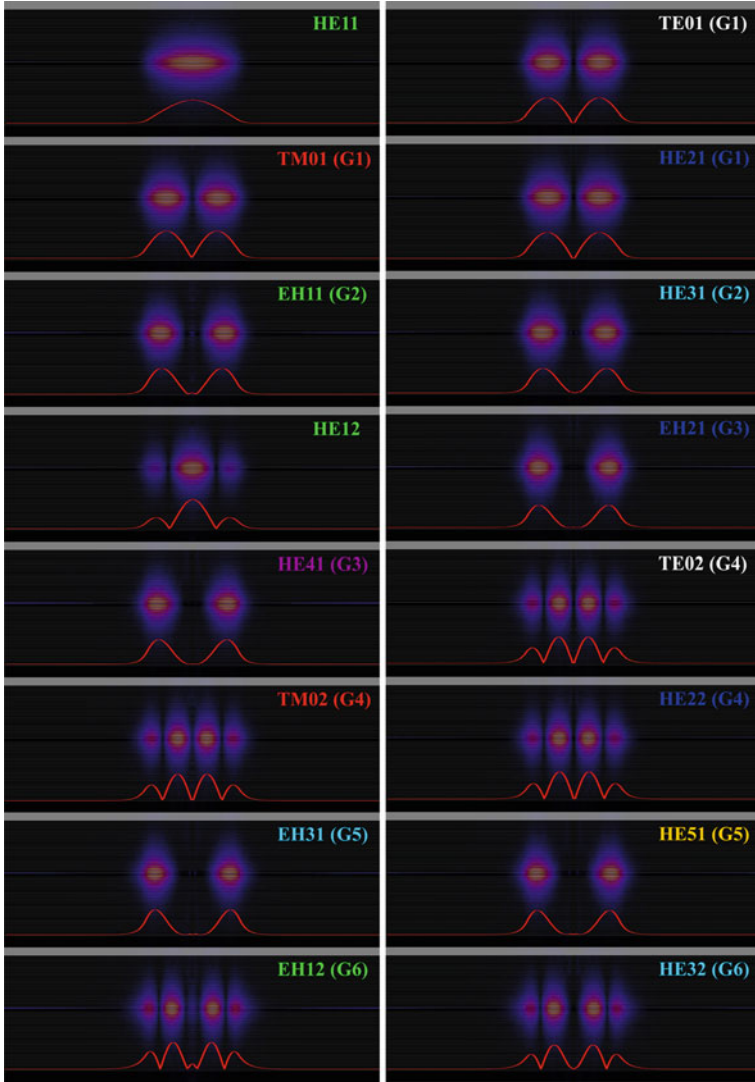 HE11
TE01 (G1)
TM01 (G1)
HE21 (G1)
EH11 (G2)
HE31 (G2)
HE12
EH21 (G3)
HE41 (G3)
TE02 (G4)
TM02 (G4)
HE22 (G4)
EH31 (G5)
HE51 (G5)
EH12 (G6)
HE32 (G6)